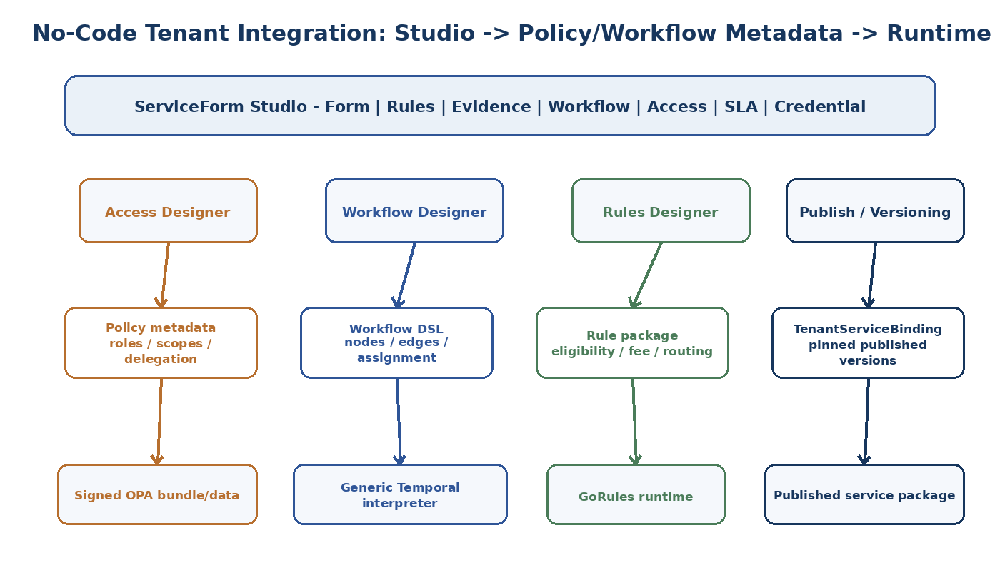 No-Code Tenant Integration: Studio -> Policy/Workflow Metadata -> Runtime
ServiceForm Studio - Form | Rules | Evidence | Workflow | Access | SLA | Credential
Access Designer
Workflow Designer
Rules Designer
Publish / Versioning
Policy metadata
roles / scopes /
delegation
Workflow DSL
nodes / edges /
assignment
Rule package
eligibility / fee / routing
TenantServiceBinding
pinned published
versions
Signed OPA bundle/data
Generic Temporal
interpreter
GoRules runtime
Published service package